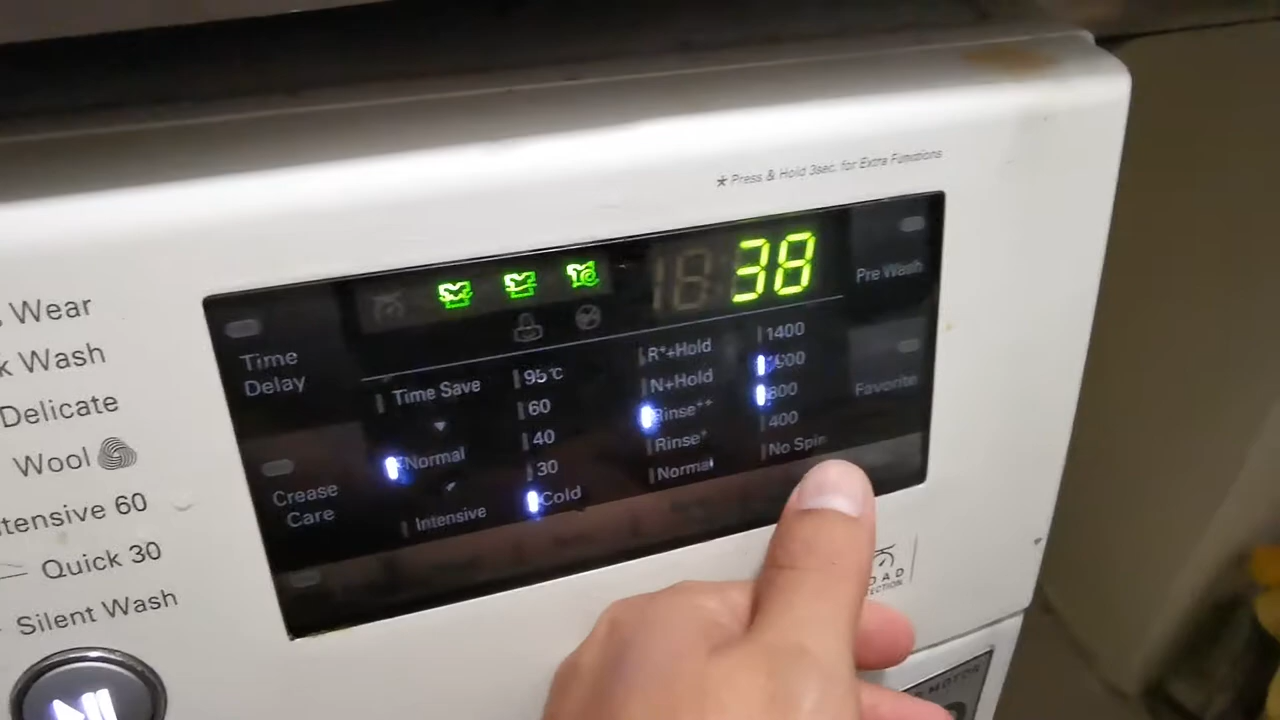 ★ Press & Hold 3sec. for Extra Functions
38
Pre Wash
Time
Delay
Time Save
95℃
R*+Hold
1400
60
N+Hold
Favorite
40
Rinse⁺⁺
800
Normal
30
Rinse⁺
400
Crease
Care
Intensive
Cold
Normal
No Spin
Wear
Wash
Delicate
Wool
Intensive 60
Quick 30
Silent Wash
MOTOR